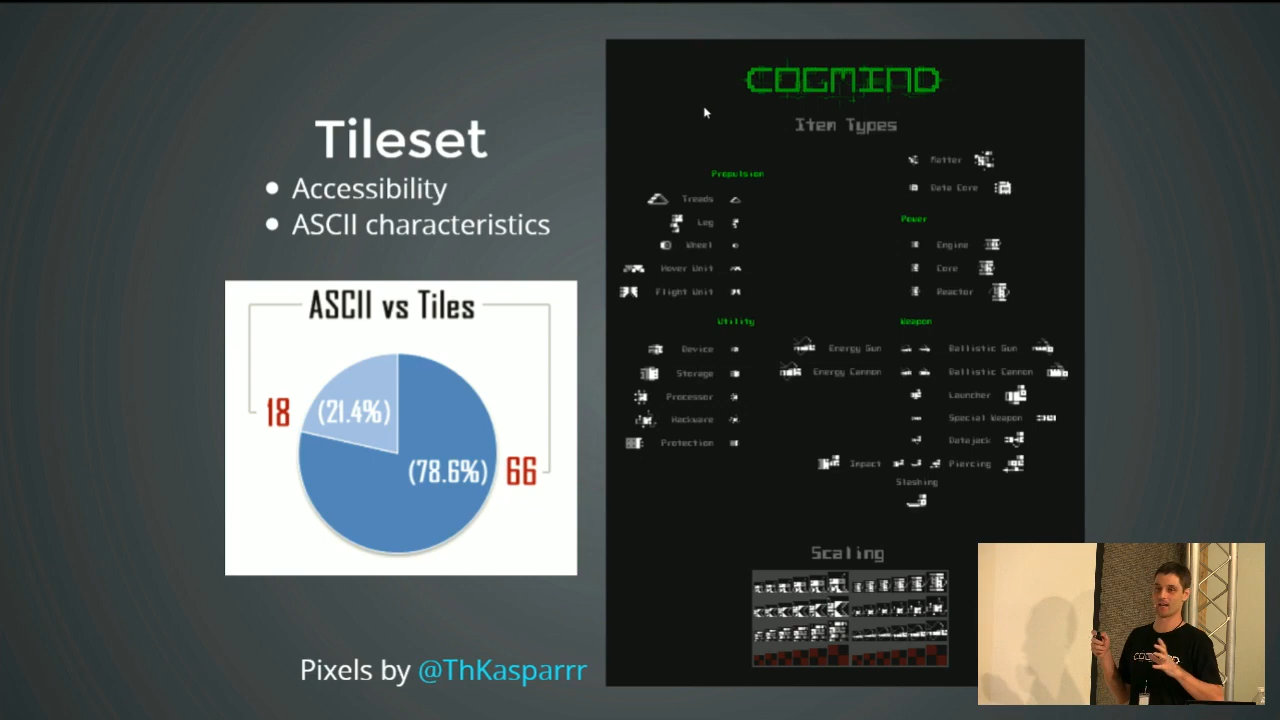 Tileset
Accessibility
ASCII characteristics
ASCII vs Tiles
18
(21.4%)
(78.6%)
66
Pixels by @ThKasparrr
COGMIND
Item Types
Matter
Data Core
Propulsion
Treads
Leg
Wheel
Hover Unit
Flight Unit
Power
Engine
Core
Reactor
Utility
Device
Storage
Processor
Hackware
Protection
Weapon
Energy Gun
Ballistic Gun
Energy Cannon
Ballistic Cannon
Launcher
Special Weapon
Datajack
Impact
Piercing
Slashing
Scaling
COGMIND